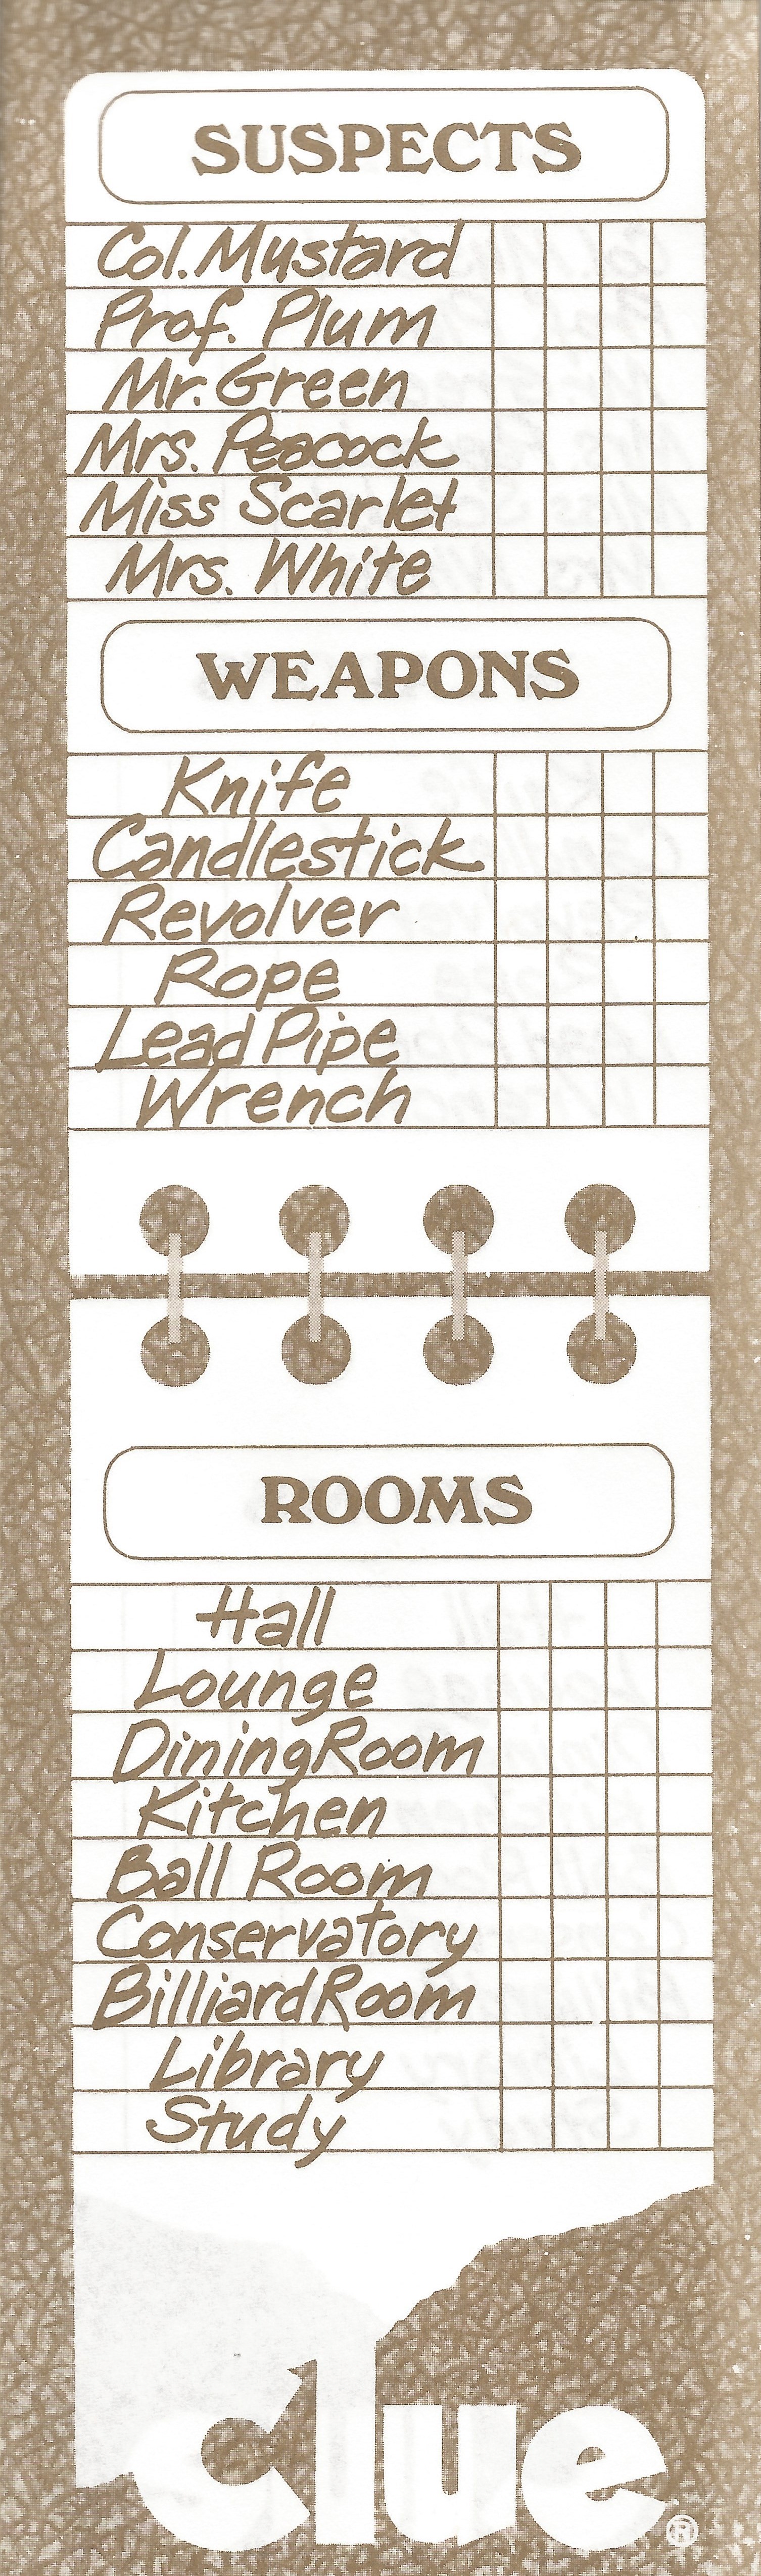 SUSPECTS
Col. Mustard
Prof. Plum
Mr. Green
Mrs. Peacock
Miss Scarlet
Mrs. White
WEAPONS
Knife
Candlestick
Revolver
Rope
Lead Pipe
Wrench
ROOMS
Hall
Lounge
Dining Room
Kitchen
Ball Room
Conservatory
Billiard Room
Library
Study
Clue®